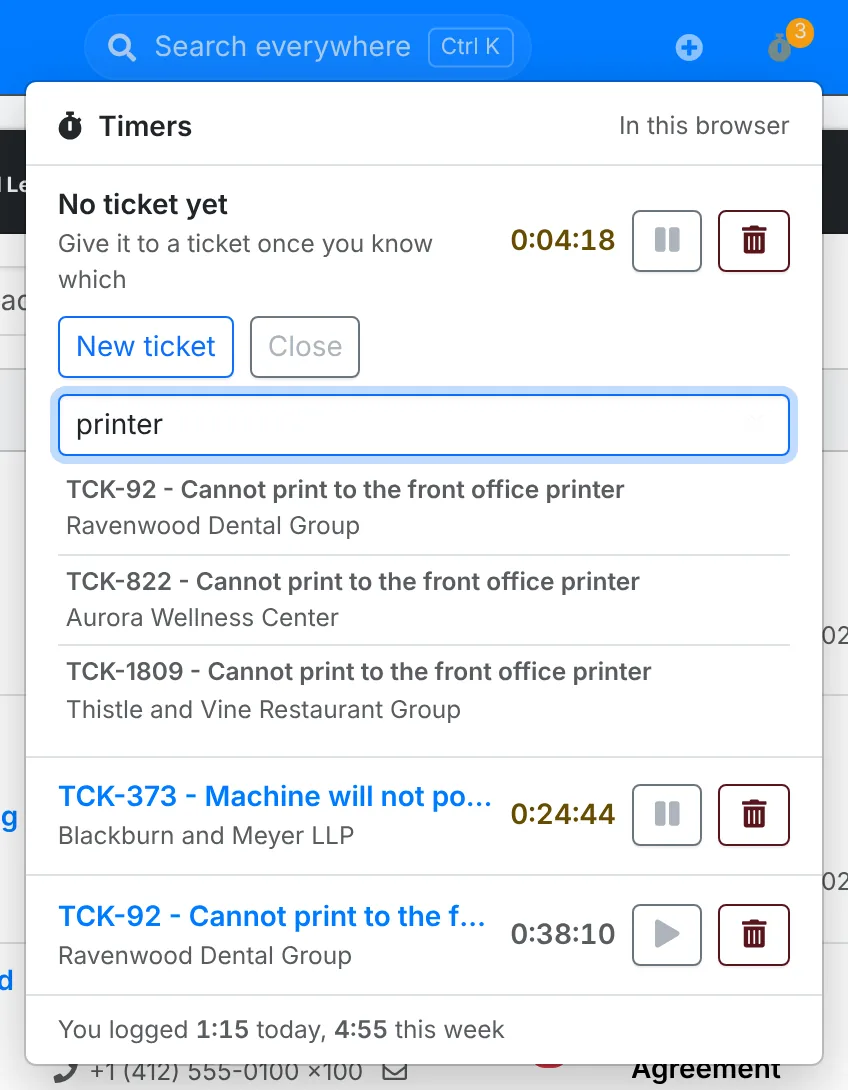 Search everywhere Ctrl K
3
Timers In this browser
No ticket yet
Give it to a ticket once you know
which
0:04:18
New ticket Close
printer
TCK-92 - Cannot print to the front office printer
Ravenwood Dental Group
TCK-822 - Cannot print to the front office printer
Aurora Wellness Center
TCK-1809 - Cannot print to the front office printer
Thistle and Vine Restaurant Group
TCK-373 - Machine will not po...
Blackburn and Meyer LLP
0:24:44
TCK-92 - Cannot print to the f...
Ravenwood Dental Group
0:38:10
You logged 1:15 today, 4:55 this week
+1 (412) 555-0100 ×100
Agreement